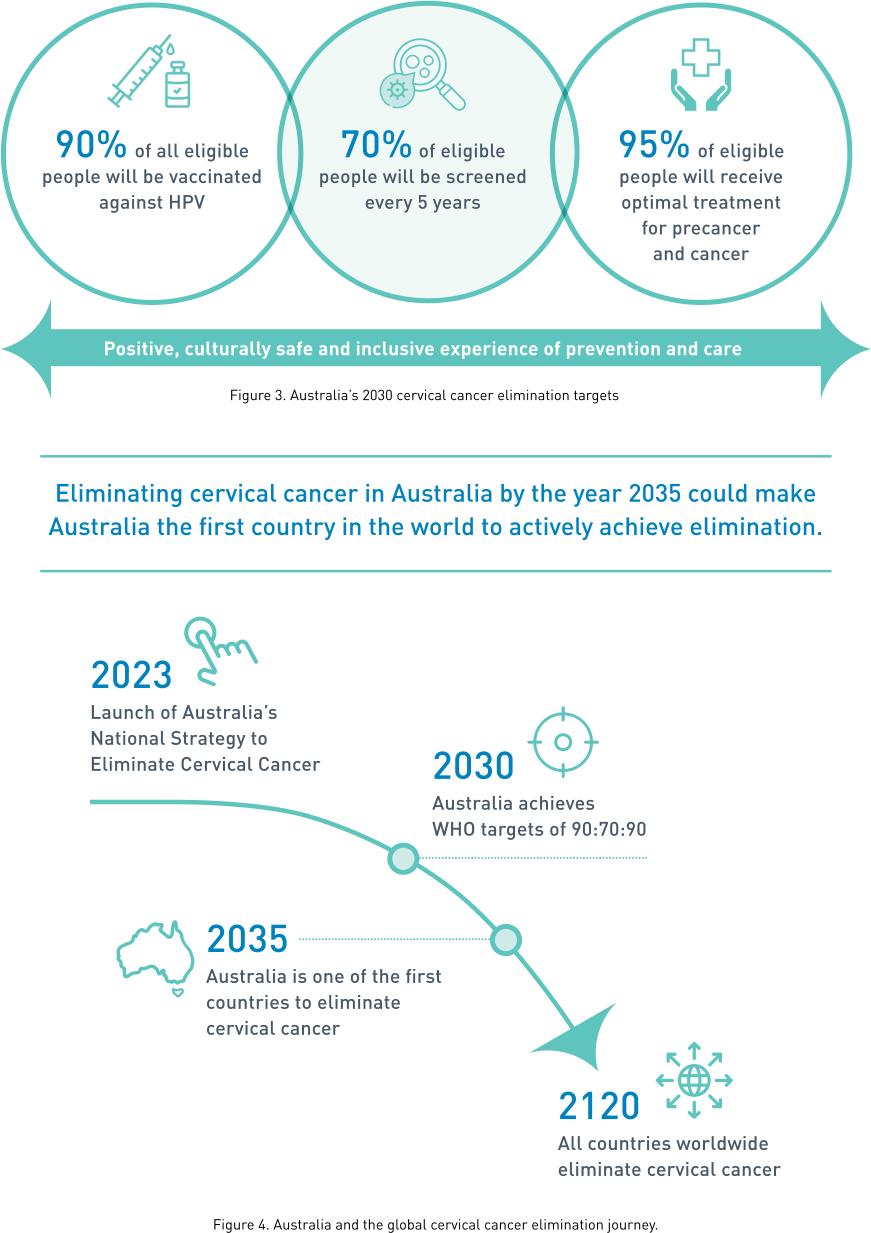 90% of all eligible
people will be vaccinated
against HPV
70% of eligible
people will be screened
every 5 years
95% of eligible
people will receive
optimal treatment
for precancer
and cancer
Positive, culturally safe and inclusive experience of prevention and care
Figure 3. Australia's 2030 cervical cancer elimination targets
Eliminating cervical cancer in Australia by the year 2035 could make
Australia the first country in the world to actively achieve elimination.
2023
Launch of Australia's
National Strategy to
Eliminate Cervical Cancer
2030
Australia achieves
WHO targets of 90:70:90
2035
Australia is one of the first
countries to eliminate
cervical cancer
2120
All countries worldwide
eliminate cervical cancer
Figure 4. Australia and the global cervical cancer elimination journey.